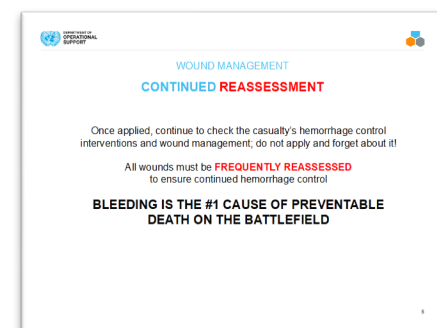 DEPARTMENT OF
OPERATIONAL
SUPPORT
WOUND MANAGEMENT
CONTINUED REASSESSMENT
Once applied, continue to check the casualty's hemorrhage control
interventions and wound management; do not apply and forget about it!
All wounds must be FREQUENTLY REASSESSED
to ensure continued hemorrhage control
BLEEDING IS THE #1 CAUSE OF PREVENTABLE
DEATH ON THE BATTLEFIELD